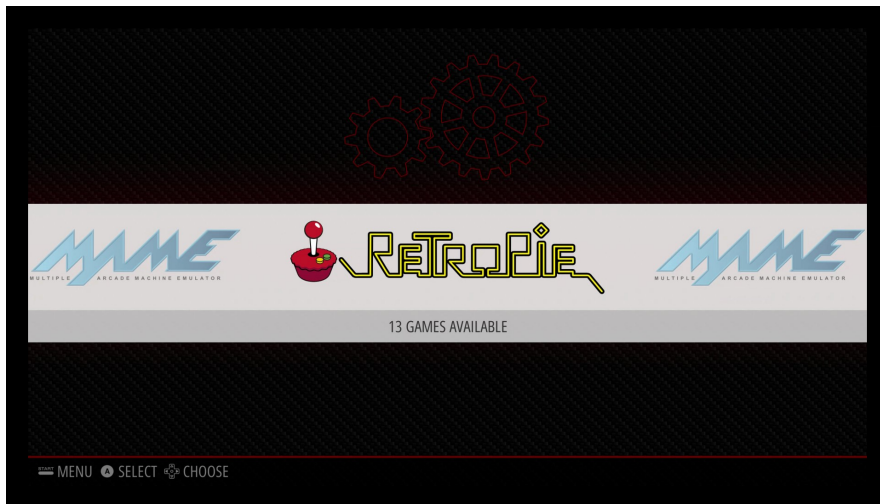 MAME RETROPIE MAME
MULTIPLE ARCADE MACHINE EMULATOR MULTIPLE ARCADE MACHINE EMULATOR
13 GAMES AVAILABLE
START MENU A SELECT CHOOSE